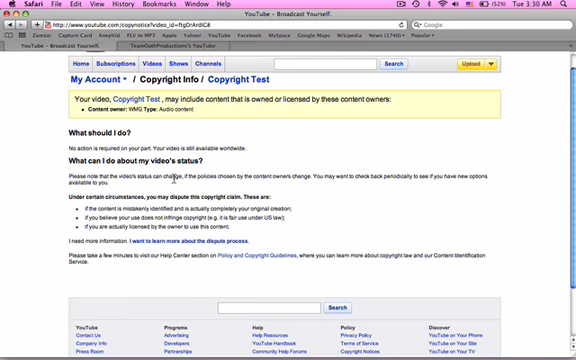 Safari File Edit View History Bookmarks Window Help (52%) Tue 3:30 AM
YouTube – Broadcast Yourself.
http://www.youtube.com/copynotice?video_id=ftgDrArdlG8
Zamzar Capture Card KeepVid FLV to MP3 Apple Yahoo! YouTube SpeakFace Myspace Wikipedia News (1740) Popular
YouTube – Broadcast Yourself. TeamOathProductions's YouTube
Home Subscriptions Videos Shows Channels Search Upload
My Account / Copyright Info / Copyright Test
Your video, Copyright Test, may include content that is owned or licensed by these content owners:
• Content owner: WMG Type: Audio content
What should I do?
No action is required on your part. Your video is still available worldwide.
What can I do about my video's status?
Please note that the video's status can change, if the policies chosen by the content owners change. You may want to check back periodically to see if you have new options
available to you.
Under certain circumstances, you may dispute this copyright claim. These are:
• if the content is mistakenly identified and is actually completely your original creation;
• if you believe your use does not infringe copyright (e.g. it is fair use under US law);
• if you are actually licensed by the owner to use this content.
I need more information. I want to learn more about the dispute process.
Please take a few minutes to visit our Help Center section on Policy and Copyright Guidelines, where you can learn more about copyright law and our Content Identification
Service.
Search
YouTube Programs Help Policy Discover
Contact Us Advertising Help Resources Privacy Policy YouTube on Your Phone
Company Info Developers YouTube Handbook Terms of Service YouTube on Your Site
Press Room Partnerships Community Help Forums Copyright Notices YouTube on TV